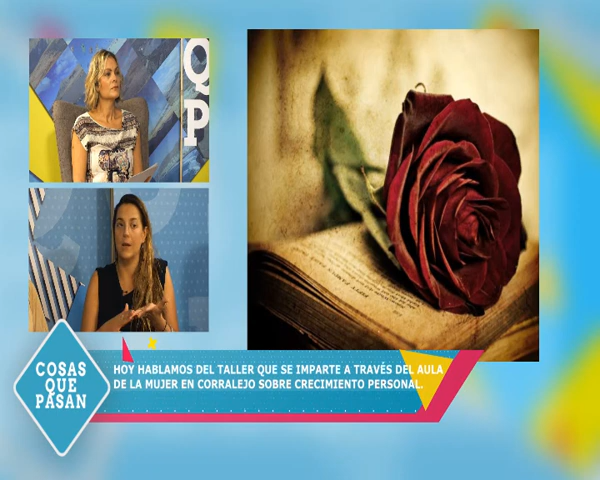 Q
P
COSAS
QUE
PASAN
HOY HABLAMOS DEL TALLER QUE SE IMPARTE A TRAVÉS DEL AULA
DE LA MUJER EN CORRALEJO SOBRE CRECIMIENTO PERSONAL.